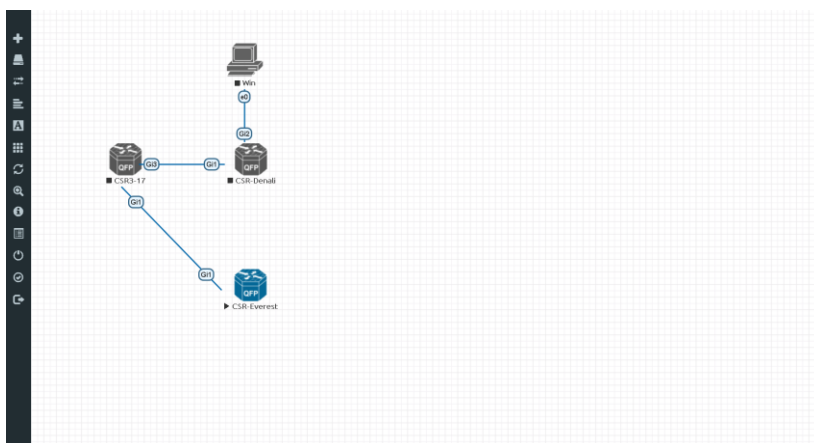 A
Win
e0
Gi2
QFP
Gi3
Gi1
QFP
CSR3-17
CSR-Denali
Gi1
Gi1
QFP
CSR-Everest